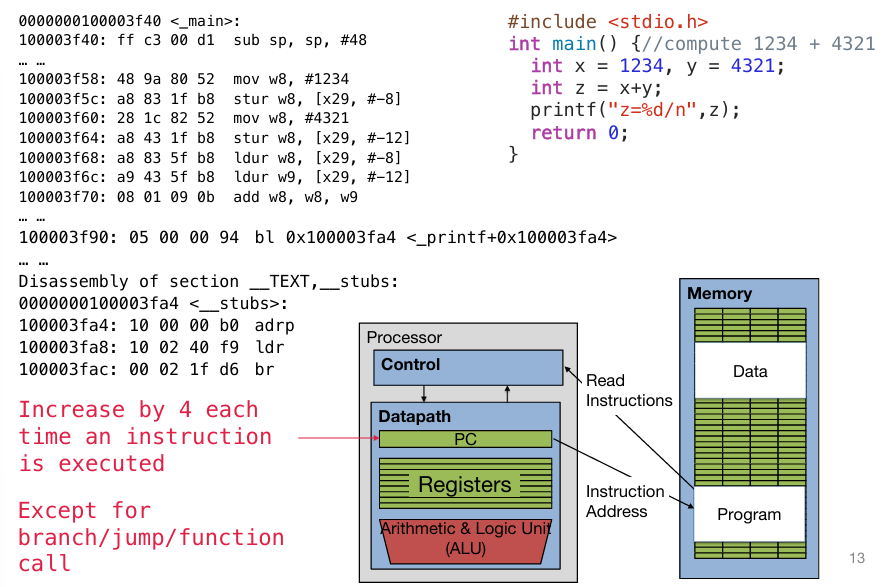 0000000100003f40 <_main>:
100003f40: ff c3 00 d1  sub sp, sp, #48
… …
100003f58: 48 9a 80 52  mov w8, #1234
100003f5c: a8 83 1f b8  stur w8, [x29, #-8]
100003f60: 28 1c 82 52  mov w8, #4321
100003f64: a8 43 1f b8  stur w8, [x29, #-12]
100003f68: a8 83 5f b8  ldur w8, [x29, #-8]
100003f6c: a9 43 5f b8  ldur w9, [x29, #-12]
100003f70: 08 01 09 0b  add w8, w8, w9
… …
100003f90: 05 00 00 94  bl 0x100003fa4 <_printf+0x100003fa4>
… …
Disassembly of section __TEXT,__stubs:
0000000100003fa4 <__stubs>:
100003fa4: 10 00 00 b0  adrp
100003fa8: 10 02 40 f9  ldr
100003fac: 00 02 1f d6  br
#include <stdio.h>
int main() {//compute 1234 + 4321
  int x = 1234, y = 4321;
  int z = x+y;
  printf("z=%d/n",z);
  return 0;
}
Increase by 4 each
time an instruction
is executed
Except for
branch/jump/function
call
Processor
Control
Datapath
PC
Registers
Arithmetic & Logic Unit
(ALU)
Read
Instructions
Instruction
Address
Memory
Data
Program
13